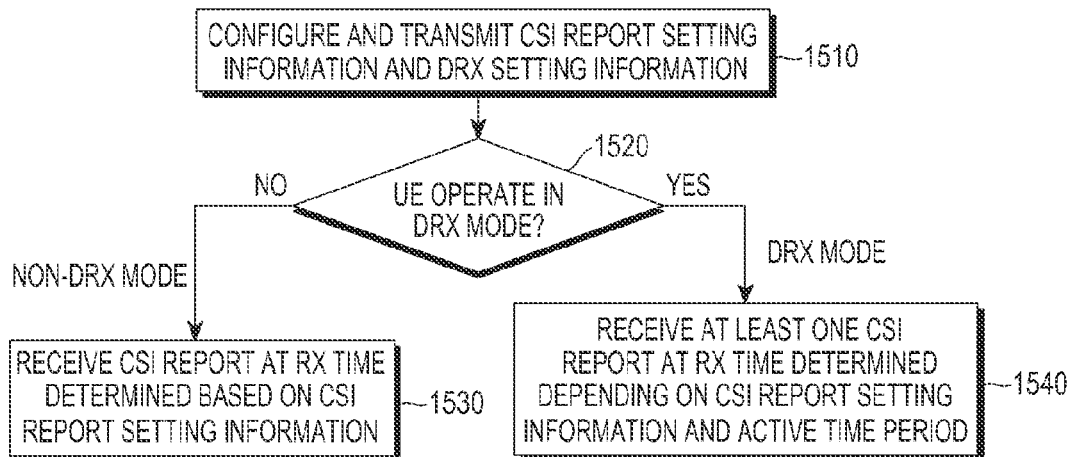 CONFIGURE AND TRANSMIT CSI REPORT SETTING
INFORMATION AND DRX SETTING INFORMATION
1510
1520
UE OPERATE IN
DRX MODE?
NO
YES
NON-DRX MODE
DRX MODE
RECEIVE CSI REPORT AT RX TIME
DETERMINED BASED ON CSI
REPORT SETTING INFORMATION
1530
RECEIVE AT LEAST ONE CSI
REPORT AT RX TIME DETERMINED
DEPENDING ON CSI REPORT SETTING
INFORMATION AND ACTIVE TIME PERIOD
1540